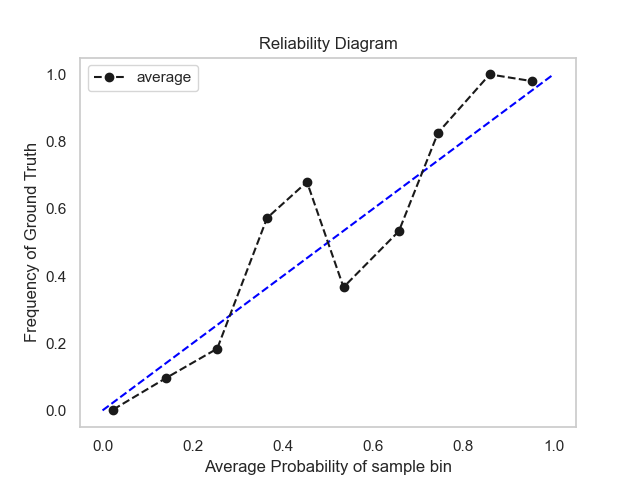 Reliability Diagram
average
Frequency of Ground Truth
1.0
0.8
0.6
0.4
0.2
0.0
0.0 0.2 0.4 0.6 0.8 1.0
Average Probability of sample bin